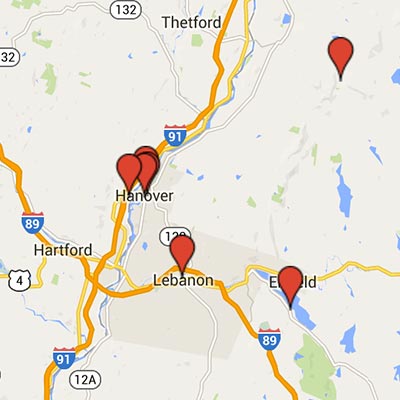 132
Thetford
32
91
Hanover
89
120
Hartford
4
Lebanon
Enfield
89
91
12A